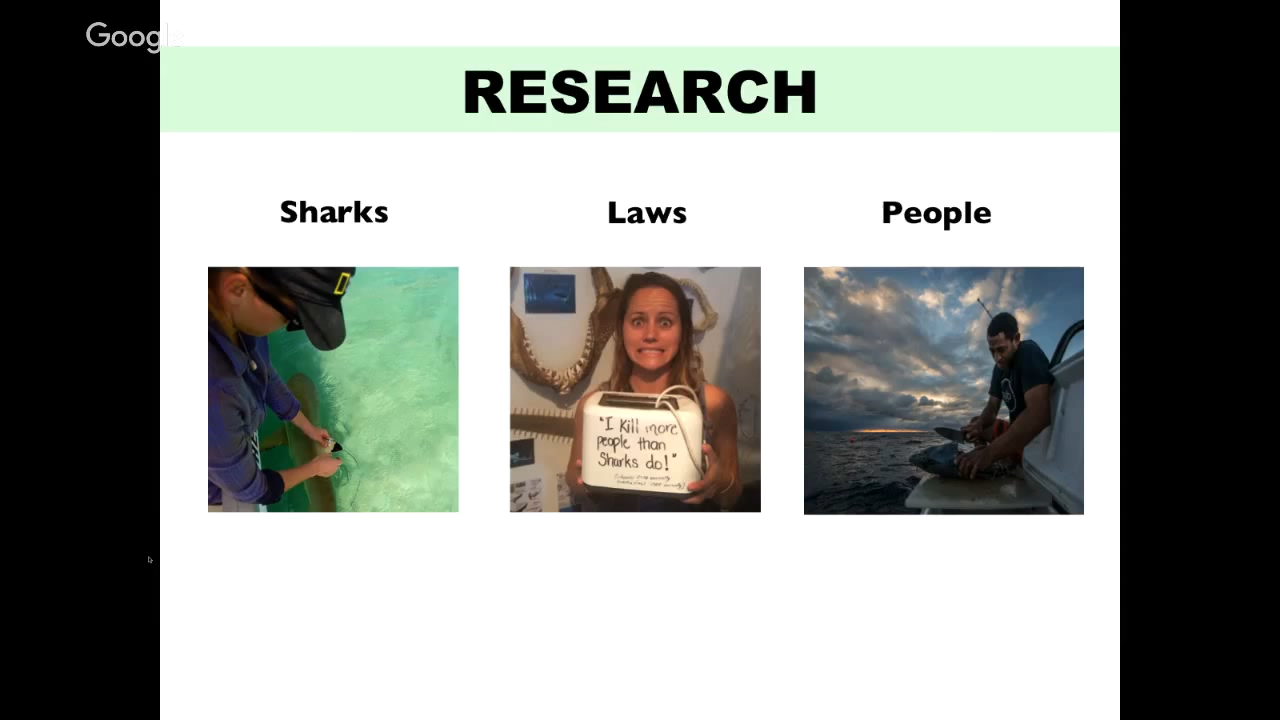 Google
RESEARCH
Sharks
Laws
People
"I kill more
people than
Sharks do!"